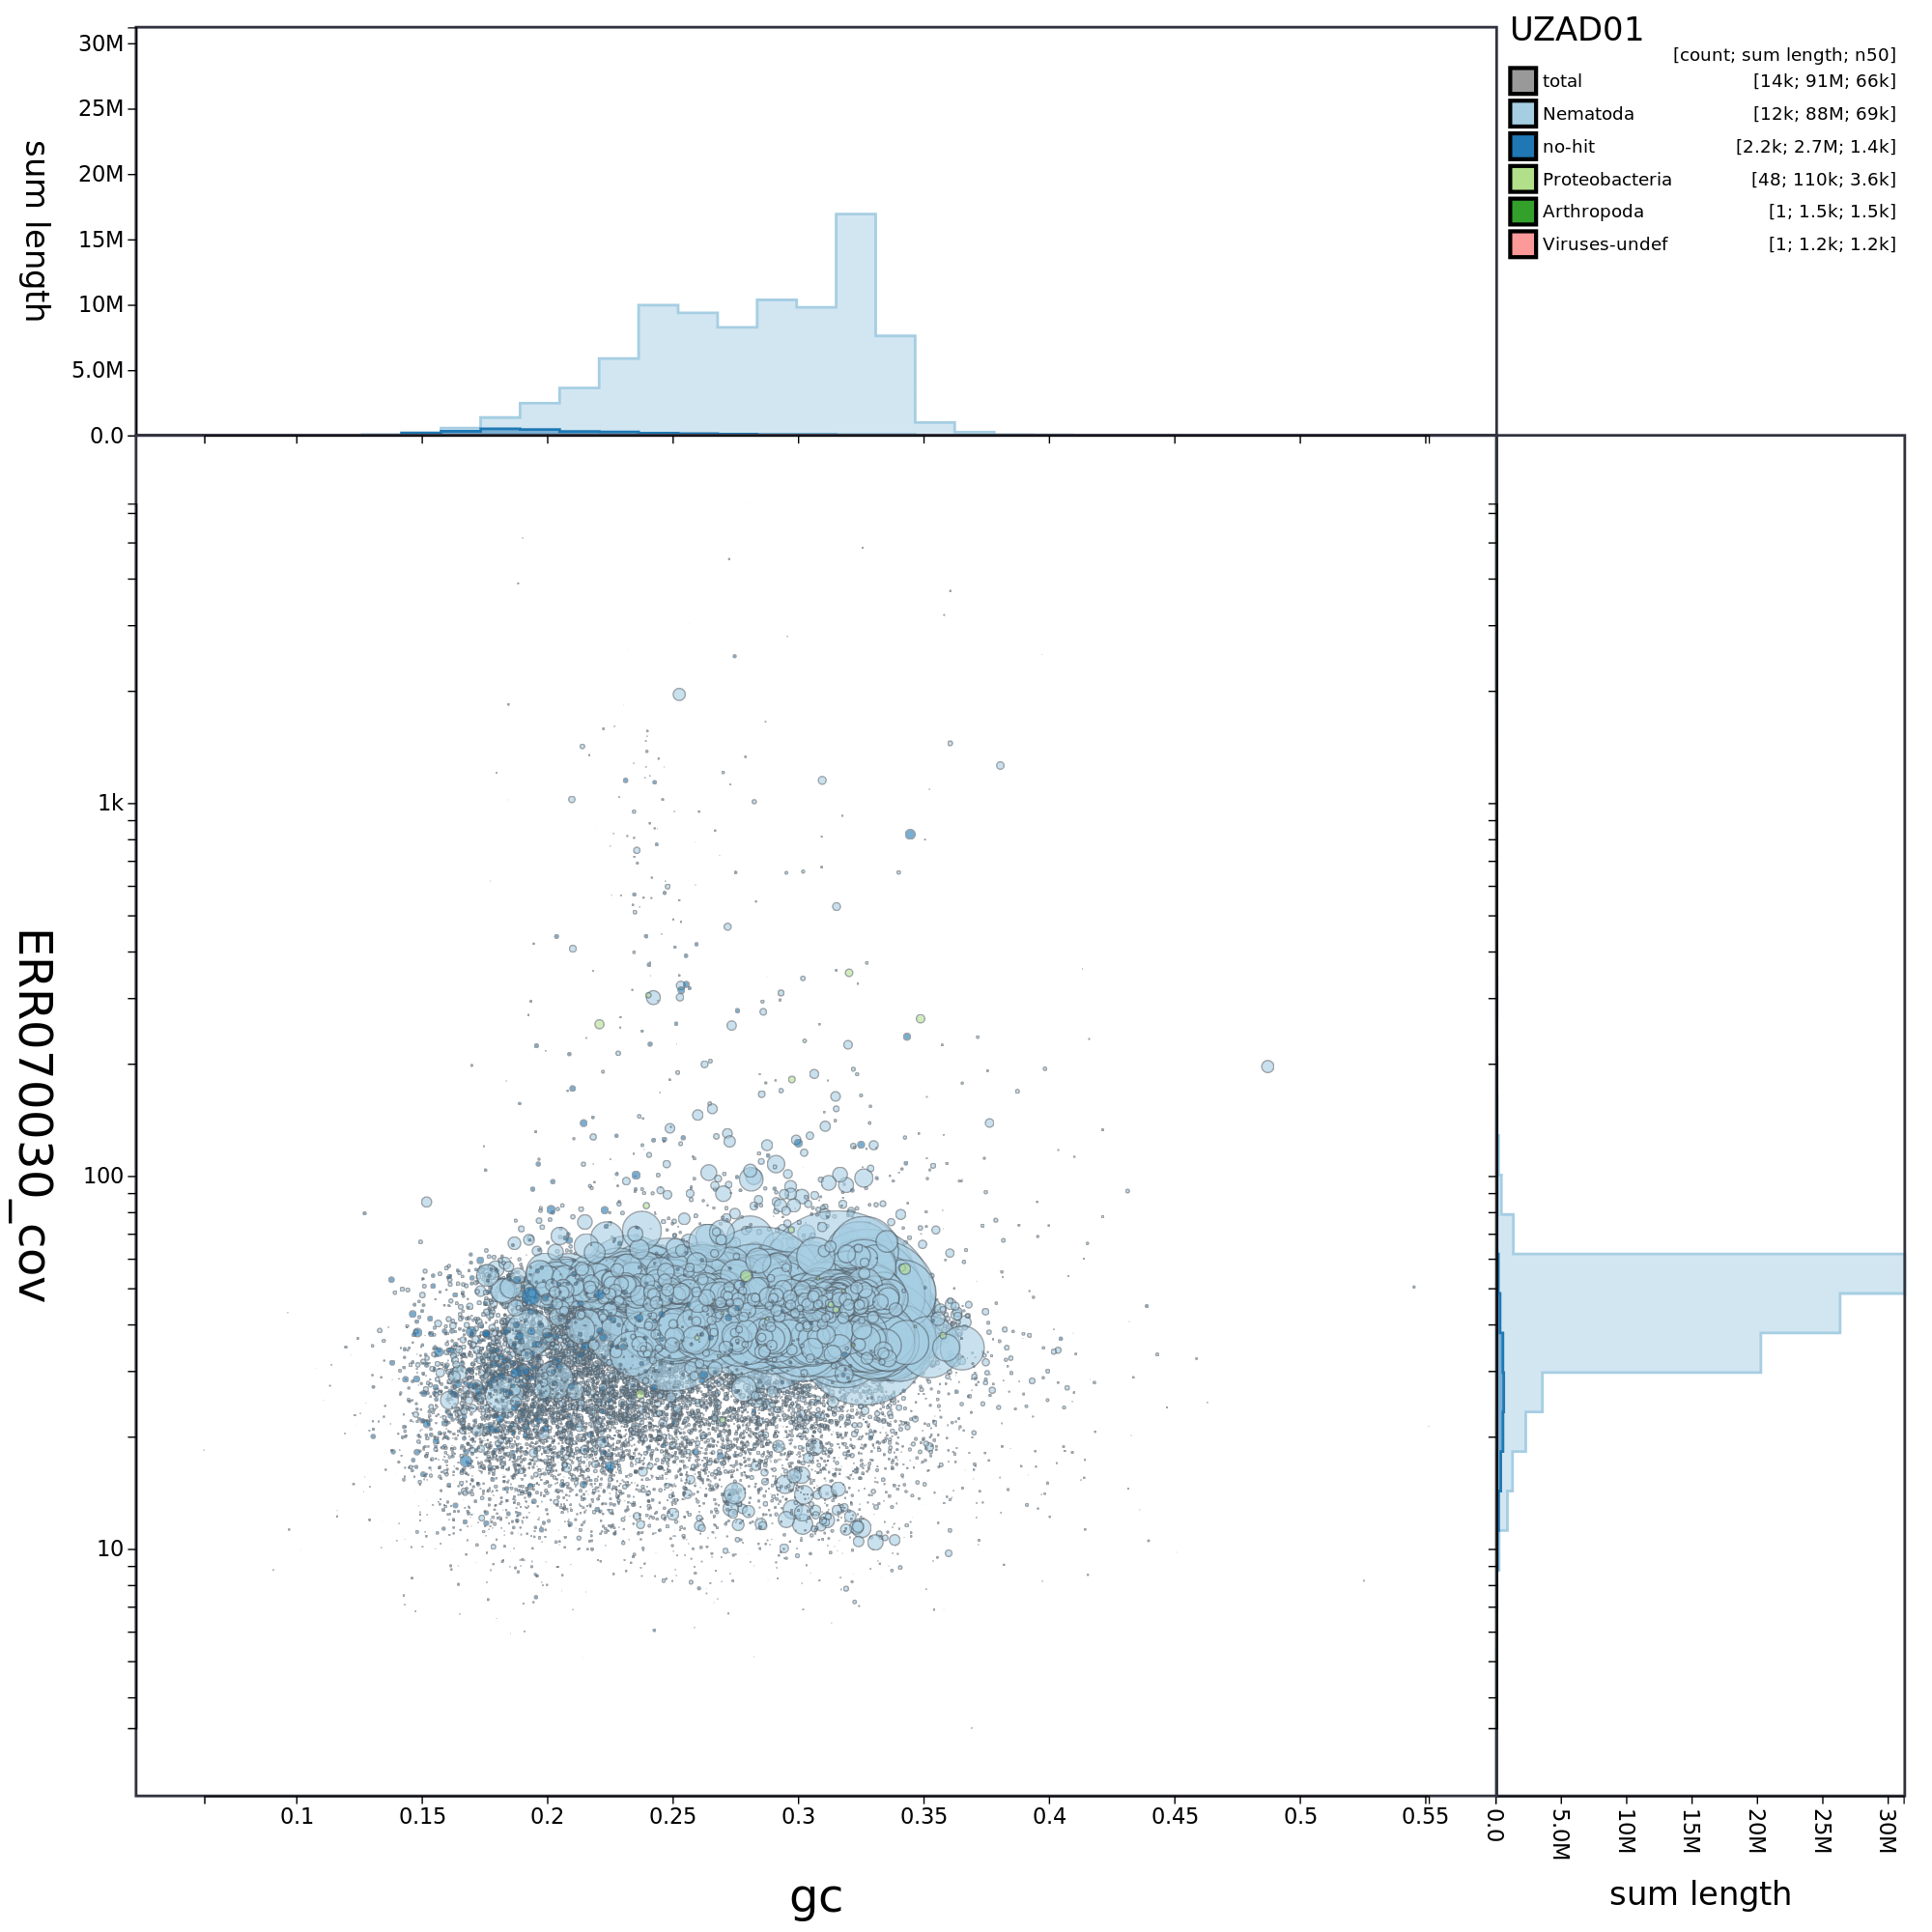 UZAD01
[count; sum length; n50]
total [14k; 91M; 66k]
Nematoda [12k; 88M; 69k]
no-hit [2.2k; 2.7M; 1.4k]
Proteobacteria [48; 110k; 3.6k]
Arthropoda [1; 1.5k; 1.5k]
Viruses-undef [1; 1.2k; 1.2k]
sum length
30M
25M
20M
15M
10M
5.0M
0.0
ERR070030_cov
1k
100
10
0.1 0.15 0.2 0.25 0.3 0.35 0.4 0.45 0.5 0.55
gc
0.0 5.0M 10M 15M 20M 25M 30M
sum length